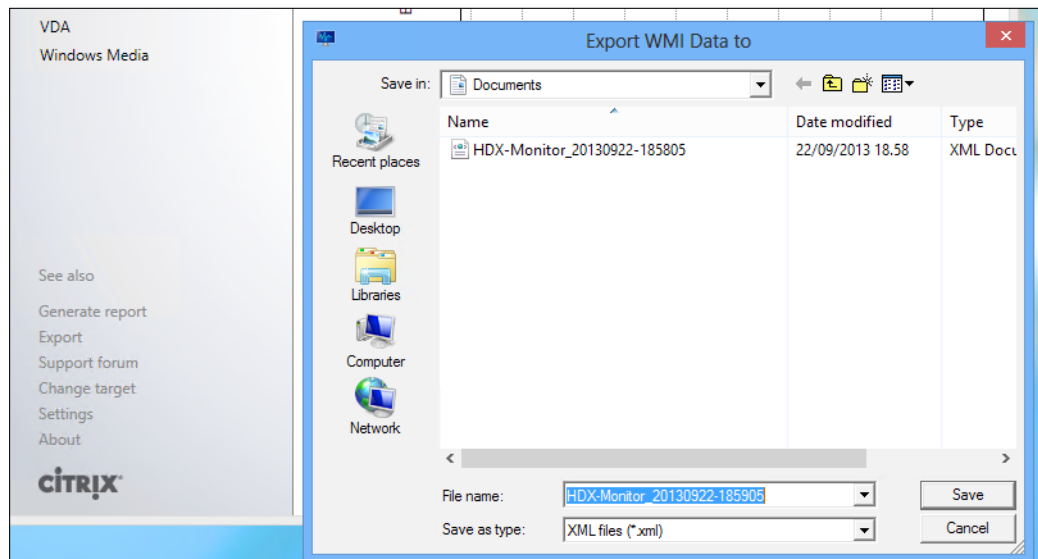 VDA
Windows Media
See also
Generate report
Export
Support forum
Change target
Settings
About
CİTRIX
Export WMI Data to
Save in: Documents
Name Date modified Type
HDX-Monitor_20130922-185805 22/09/2013 18.58 XML Docu
Recent places
Desktop
Libraries
Computer
Network
File name: HDX-Monitor_20130922-185905 Save
Save as type: XML files (*.xml) Cancel